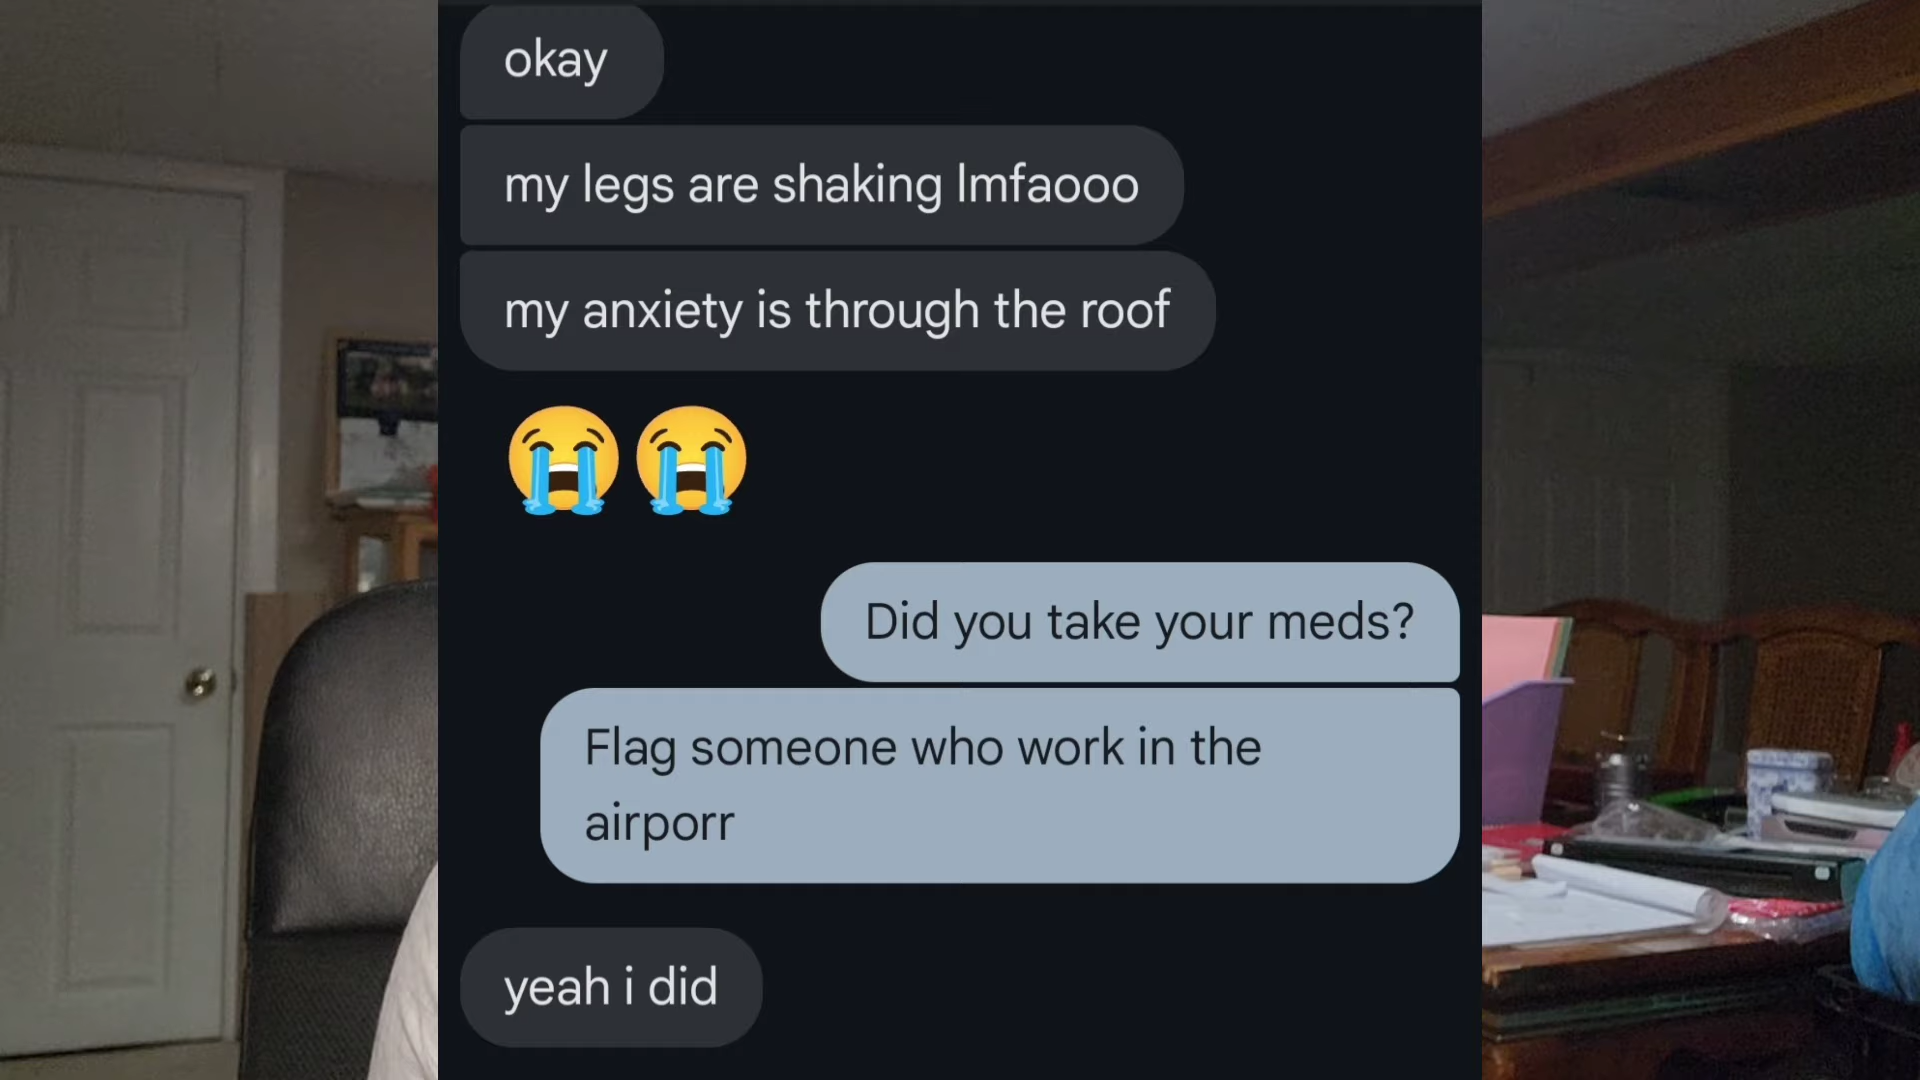 okay
my legs are shaking lmfaooo
my anxiety is through the roof
😭😭
Did you take your meds?
Flag someone who work in the
airporr
yeah i did